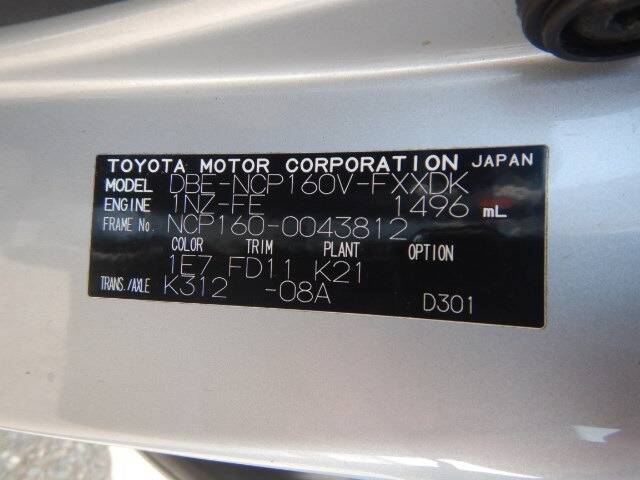 TOYOTA MOTOR CORPORATION JAPAN
MODEL DBE-NCP160V-FXXDK
ENGINE 1NZ-FE 1496 mL
FRAME No. NCP160-0043812
COLOR TRIM PLANT OPTION
1E7 FD11 K21
TRANS./AXLE K312 -08A
D301